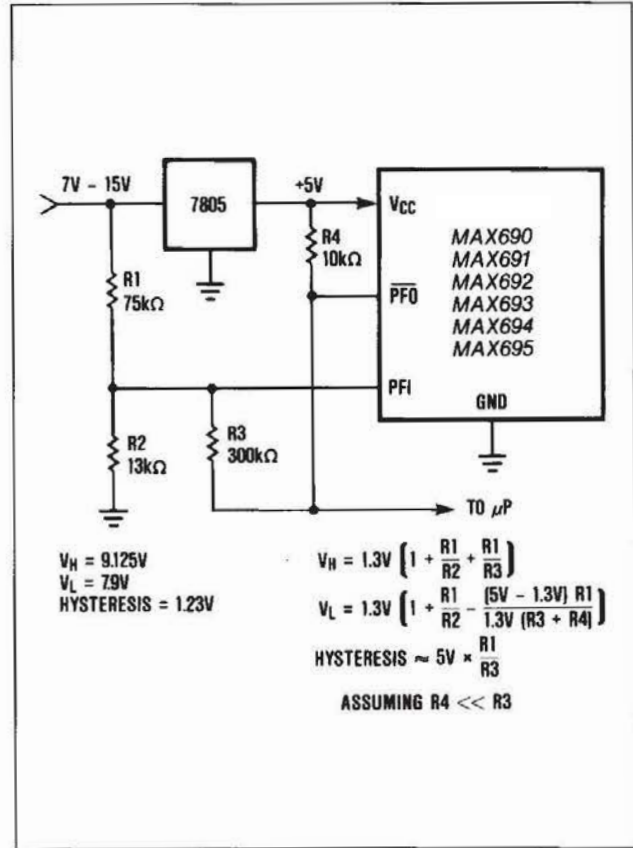 7V – 15V
7805
+5V
VCC
R4
10kΩ
MAX690
MAX691
MAX692
MAX693
MAX694
MAX695
R1
75kΩ
PFO
PFI
GND
R2
13kΩ
R3
300kΩ
TO µP
VH = 9.125V
VL = 7.9V
HYSTERESIS = 1.23V
VH = 1.3V (1 + R1/R2 + R1/R3)
VL = 1.3V (1 + R1/R2 – (5V – 1.3V) R1/1.3V (R3 + R4))
HYSTERESIS ≈ 5V × R1/R3
ASSUMING R4 << R3